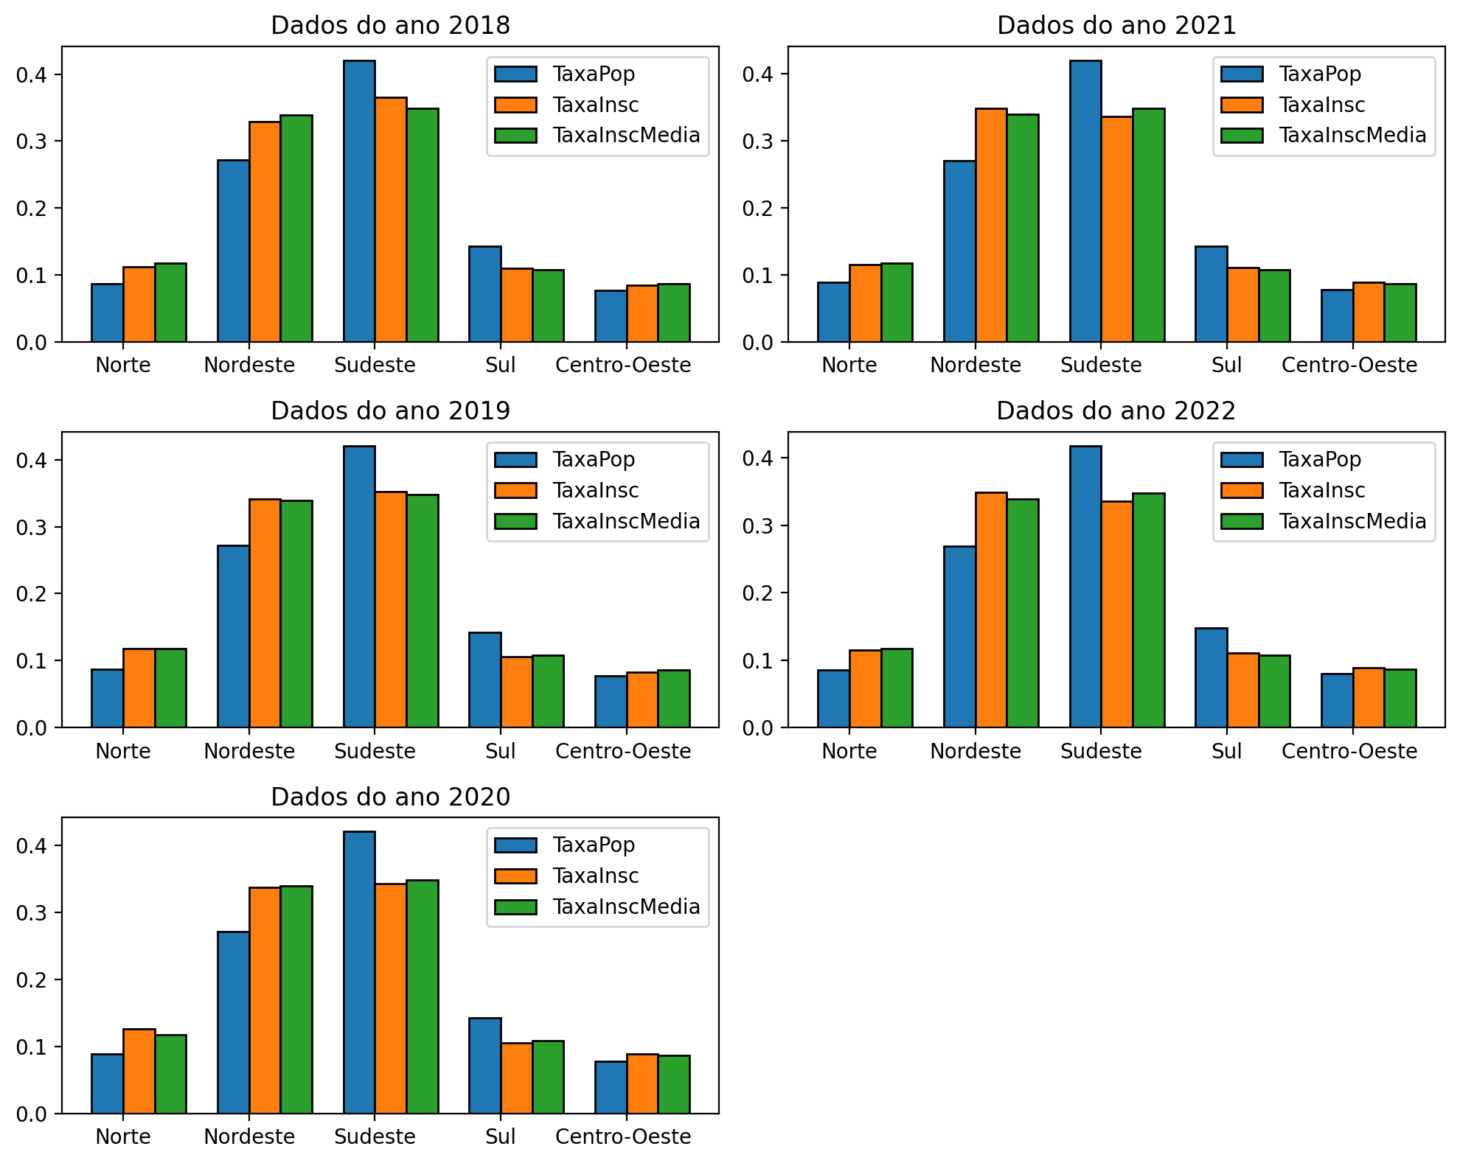 Dados do ano 2018
0.4
0.3
0.2
0.1
0.0
TaxaPop
TaxaInsc
TaxaInscMedia
Norte Nordeste Sudeste Sul Centro-Oeste
Dados do ano 2021
0.4
0.3
0.2
0.1
0.0
TaxaPop
TaxaInsc
TaxaInscMedia
Norte Nordeste Sudeste Sul Centro-Oeste
Dados do ano 2019
0.4
0.3
0.2
0.1
0.0
TaxaPop
TaxaInsc
TaxaInscMedia
Norte Nordeste Sudeste Sul Centro-Oeste
Dados do ano 2022
0.4
0.3
0.2
0.1
0.0
TaxaPop
TaxaInsc
TaxaInscMedia
Norte Nordeste Sudeste Sul Centro-Oeste
Dados do ano 2020
0.4
0.3
0.2
0.1
0.0
TaxaPop
TaxaInsc
TaxaInscMedia
Norte Nordeste Sudeste Sul Centro-Oeste